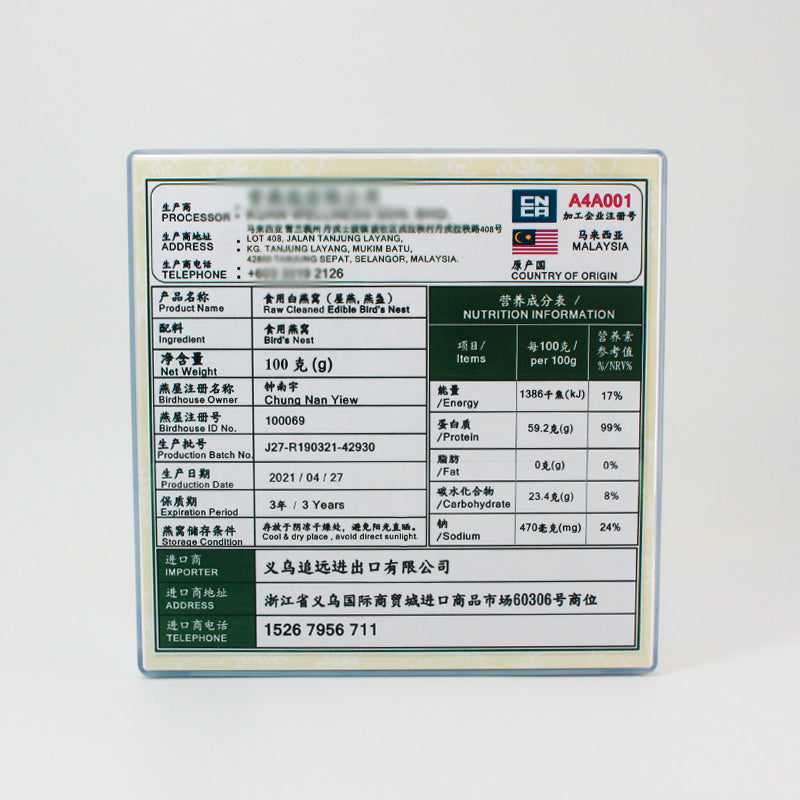 生产商
PROCESSOR :
生产商地址
ADDRESS :
LOT 408, JALAN TANJUNG LAYANG,
KG. TANJUNG LAYANG, MUKIM BATU,
SEPAT, SELANGOR, MALAYSIA.
生产商电话
TELEPHONE : 2126
CNCA
A4A001
加工企业注册号
马来西亚
MALAYSIA
原产国
COUNTRY OF ORIGIN
产品名称
Product Name
食用白燕窝（屋燕,燕盏）
Raw Cleaned Edible Bird's Nest
配料
Ingredient
食用燕窝
Bird's Nest
净含量
Net Weight
100 克 (g)
燕屋注册名称
Birdhouse Owner
钟南宇
Chung Nan Yiew
燕屋注册号
Birdhouse ID No.
100069
生产批号
Production Batch No.
J27-R190321-42930
生产日期
Production Date
2021 / 04 / 27
保质期
Expiration Period
3年 / 3 Years
燕窝储存条件
Storage Condition
存放于阴凉干燥处，避免阳光直晒。
Cool & dry place , avoid direct sunlight.
营养成分表 /
NUTRITION INFORMATION
项目/
Items
每100克/
per 100g
营养素
参考值
%/NRV%
能量
/Energy
1386千焦(kJ)
17%
蛋白质
/Protein
59.2克(g)
99%
脂肪
/Fat
0克(g)
0%
碳水化合物
/Carbohydrate
23.4克(g)
8%
钠
/Sodium
470毫克(mg)
24%
进口商
IMPORTER
义乌追远进出口有限公司
进口商地址
ADDRESS
浙江省义乌国际商贸城进口商品市场60306号商位
进口商电话
TELEPHONE
1526 7956 711